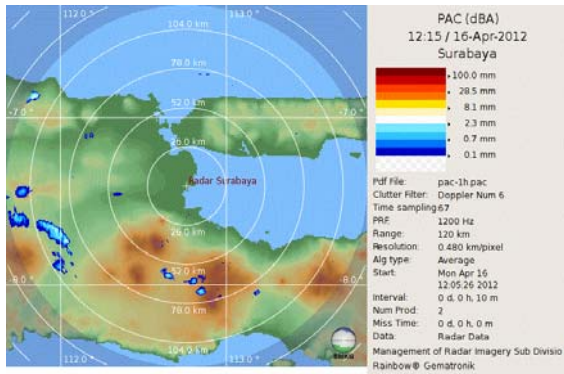 112.0 °
104.0 km
113.0 °
78.0 km
52.0 km
-7.0 °
-7.0 °
26.0 km
Radar Surabaya
26.0 km
52.0 km
-8.0 °
-8.0 °
78.0 km
112.0 °
104.0 km
113.0 °
BMKG
PAC (dBA)
12:15 / 16-Apr-2012
Surabaya
100.0 mm
28.5 mm
8.1 mm
2.3 mm
0.7 mm
0.1 mm
Pdf File: pac-1h.pac
Clutter Filter: Doppler Num 6
Time sampling:67
PRF: 1200 Hz
Range: 120 km
Resolution: 0.480 km/pixel
Alg type: Average
Start: Mon Apr 16
12:05:26 2012
Interval: 0 d, 0 h, 10 m
Num Prod: 2
Miss Time: 0 d, 0 h, 0 m
Data: Radar Data
Management of Radar Imagery Sub Divisio
Rainbow® Gematronik